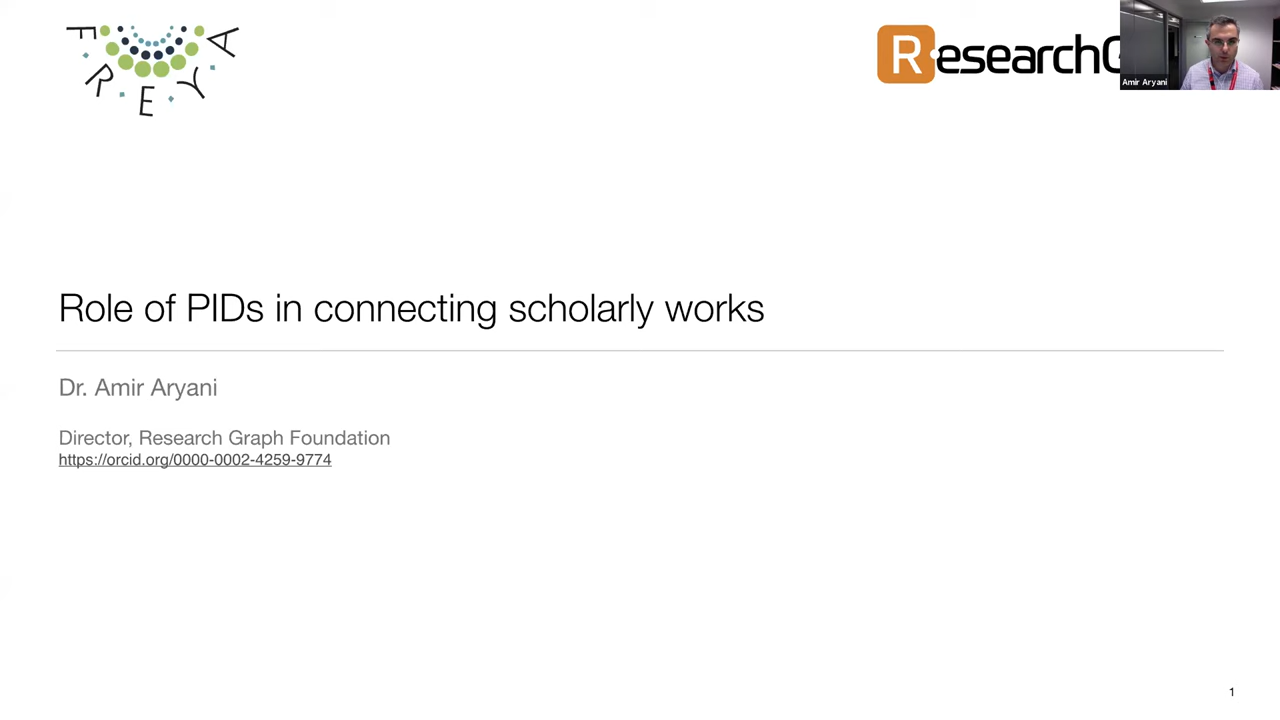 FREYA
ResearchG
Amir Aryani
Role of PIDs in connecting scholarly works
Dr. Amir Aryani
Director, Research Graph Foundation
https://orcid.org/0000-0002-4259-9774
1